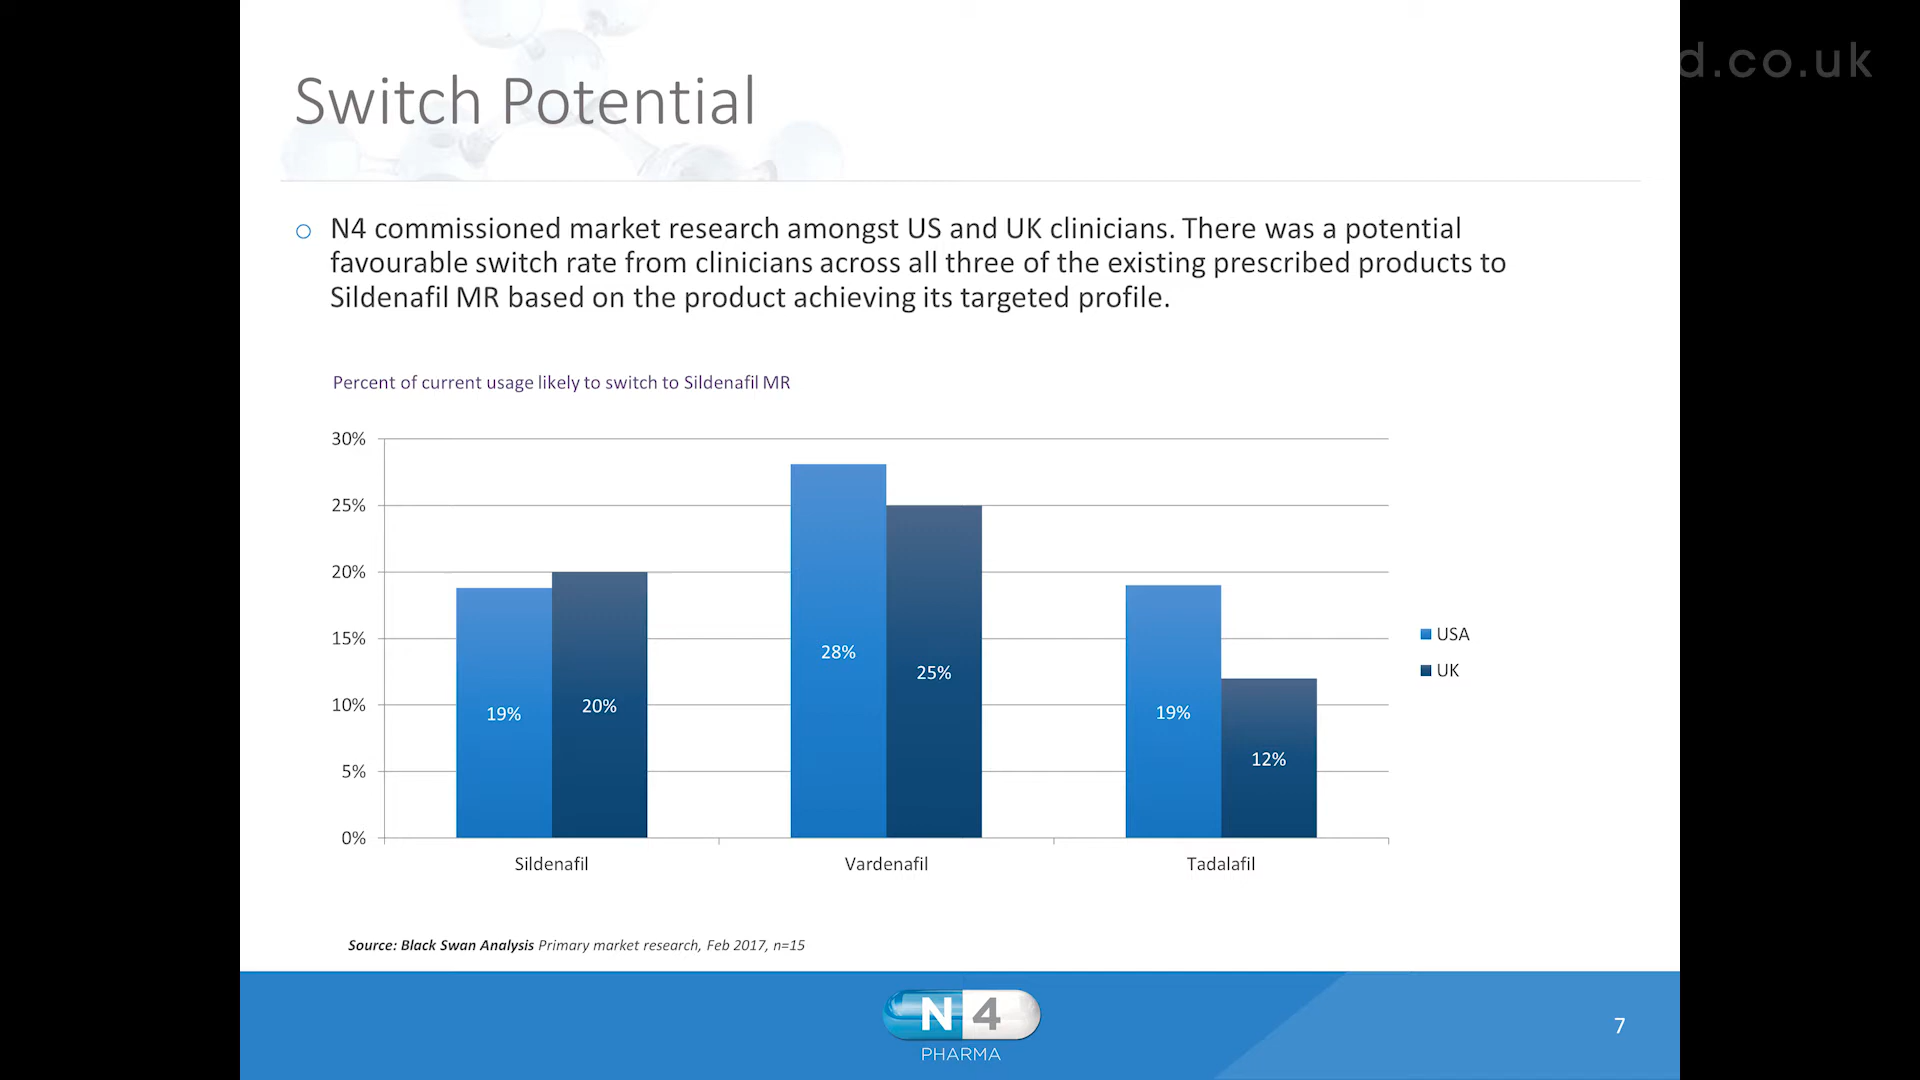 d.co.uk
Switch Potential
N4 commissioned market research amongst US and UK clinicians. There was a potential
favourable switch rate from clinicians across all three of the existing prescribed products to
Sildenafil MR based on the product achieving its targeted profile.
Percent of current usage likely to switch to Sildenafil MR
30%
25%
20%
15%
10%
5%
0%
19%
20%
28%
25%
19%
12%
Sildenafil
Vardenafil
Tadalafil
USA
UK
Source: Black Swan Analysis Primary market research, Feb 2017, n=15
N4
PHARMA
7